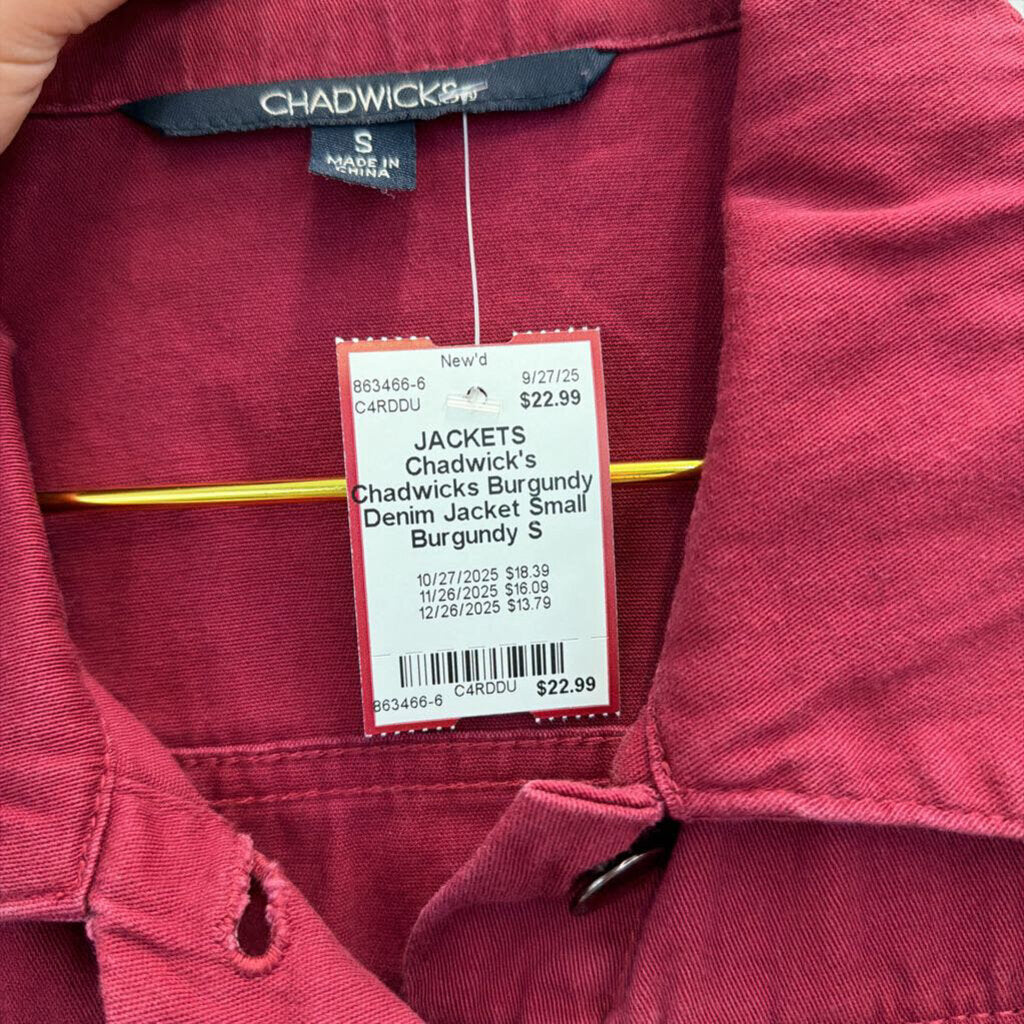 CHADWICKS
S
MADE IN
CHINA
New'd
863466-6 9/27/25
C4RDDU $22.99
JACKETS
Chadwick's
Chadwicks Burgundy
Denim Jacket Small
Burgundy S
10/27/2025 $18.39
11/26/2025 $16.09
12/26/2025 $13.79
863466-6 C4RDDU $22.99